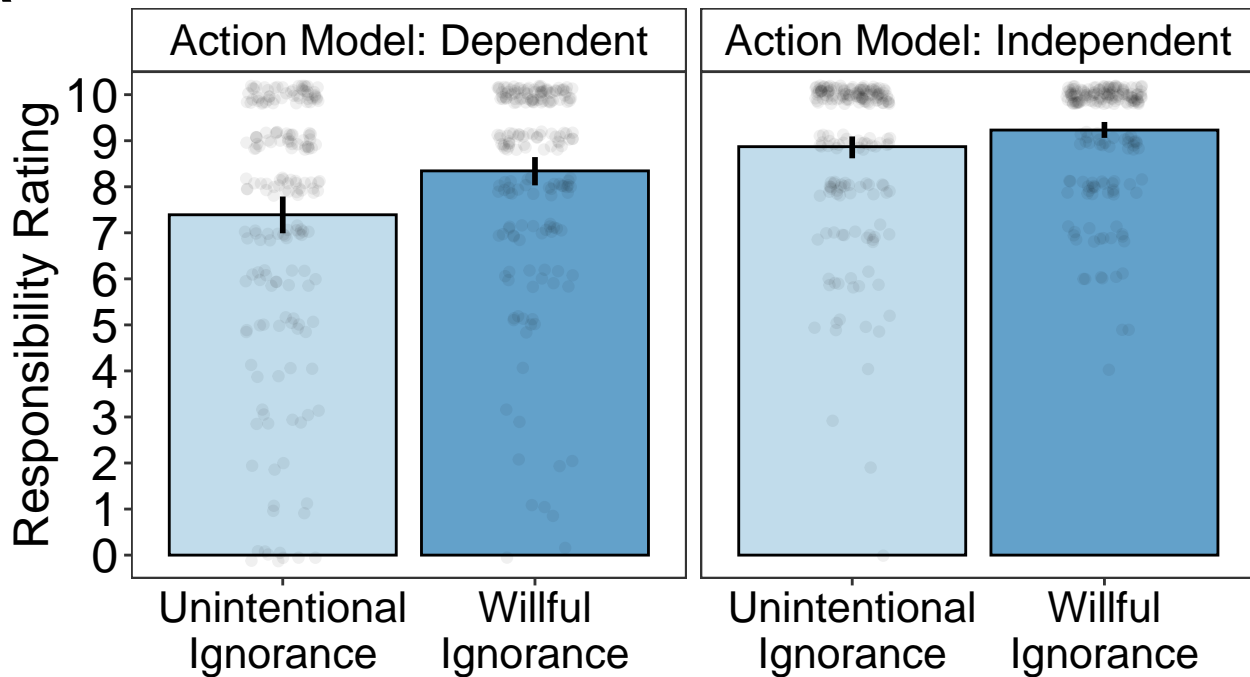 Action Model: Dependent
Action Model: Independent
Responsibility Rating
10
9
8
7
6
5
4
3
2
1
0
Unintentional
Ignorance
Willful
Ignorance
Unintentional
Ignorance
Willful
Ignorance